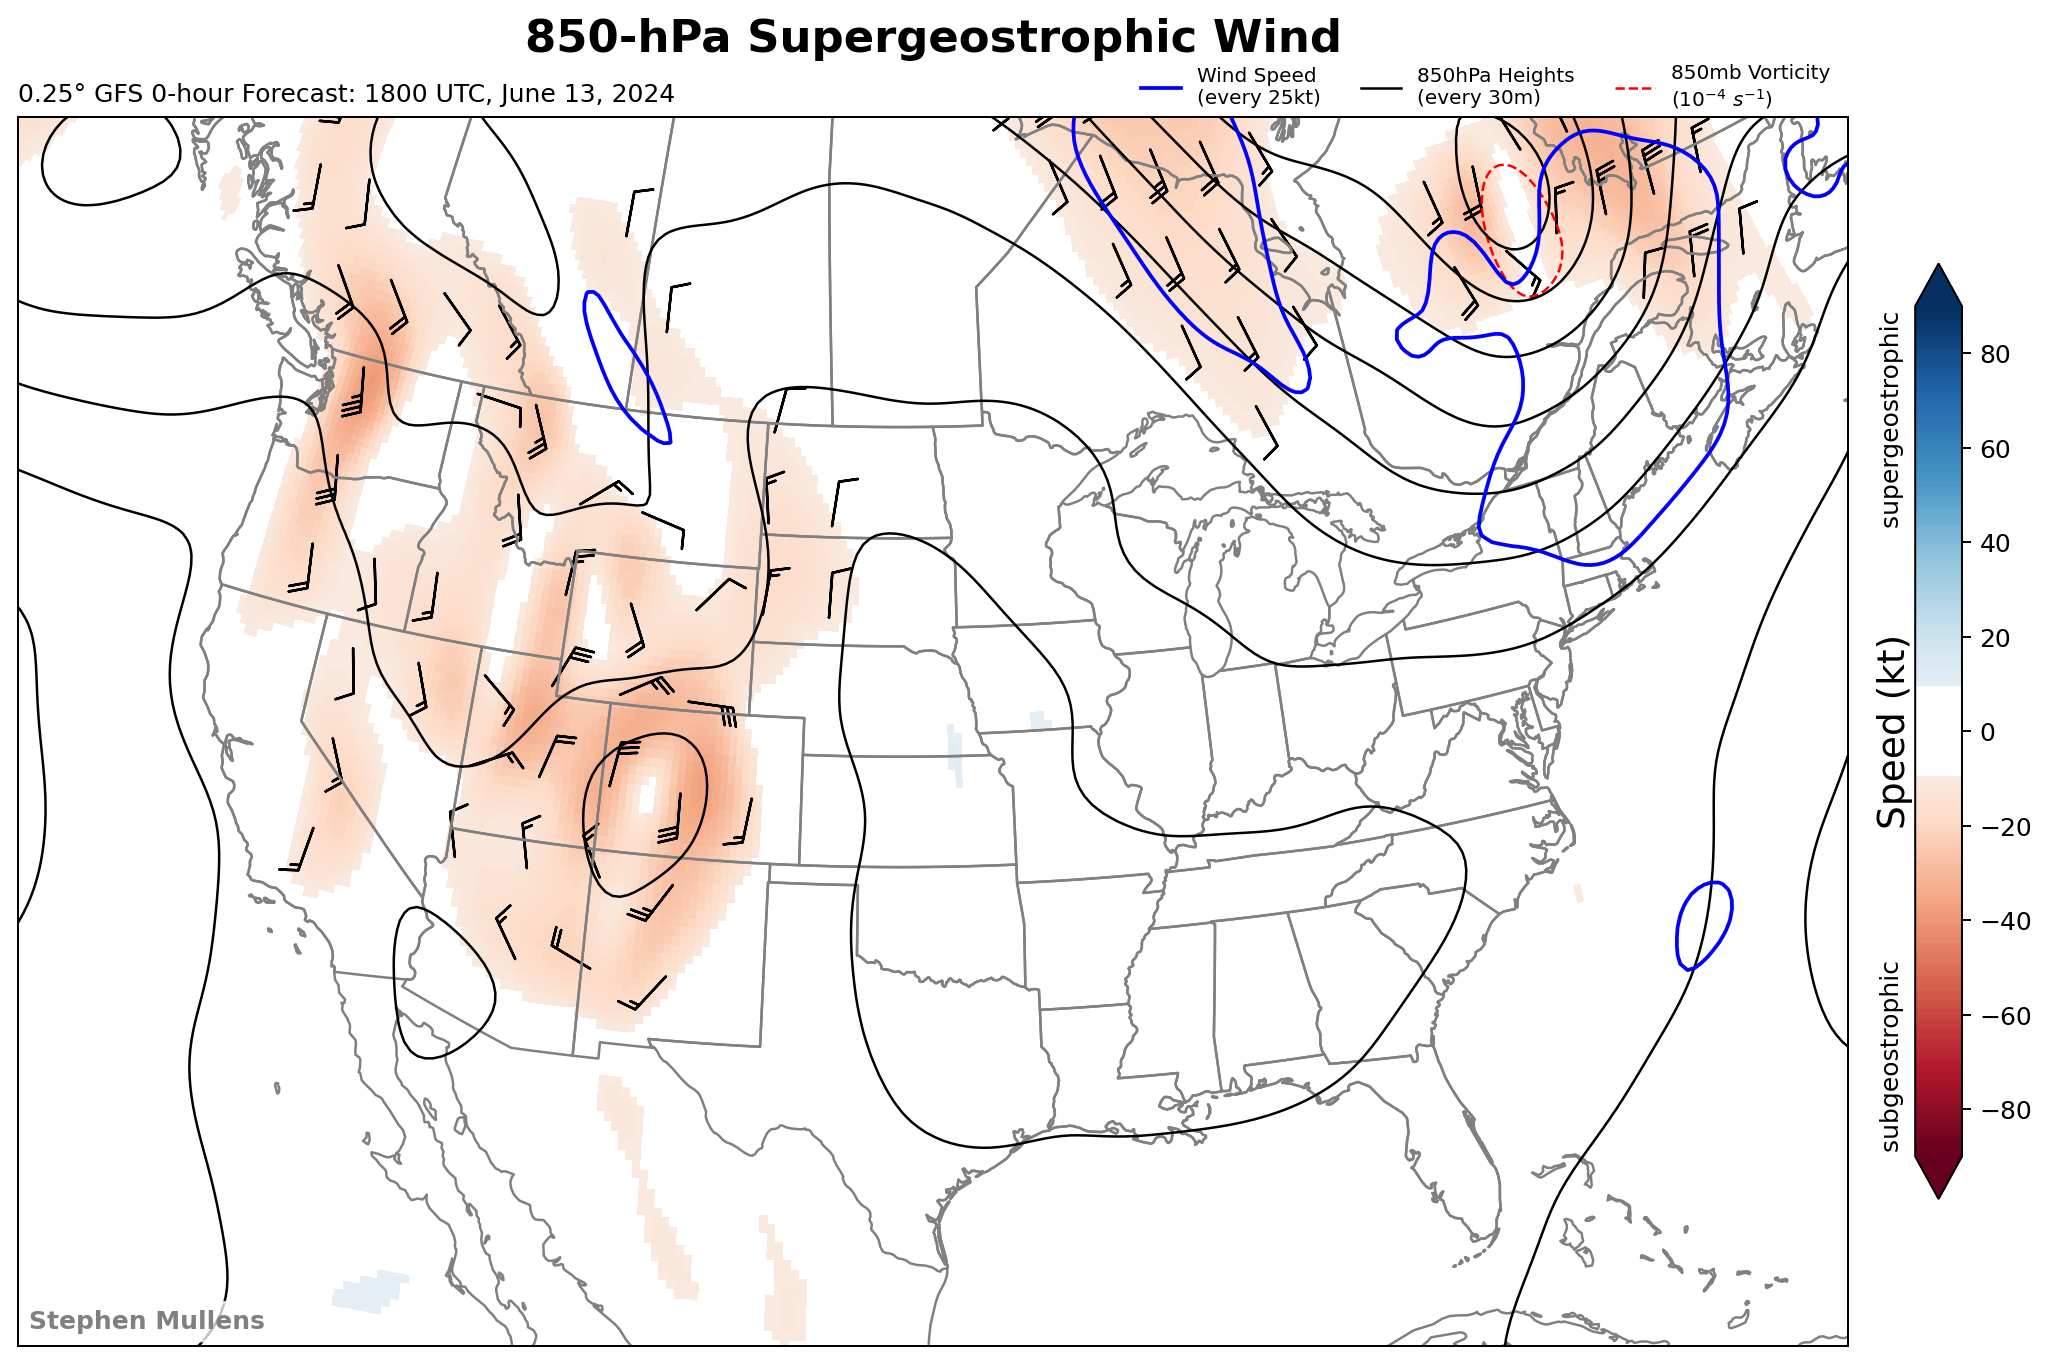 850-hPa Supergeostrophic Wind
0.25° GFS 0-hour Forecast: 1800 UTC, June 13, 2024
Wind Speed
(every 25kt)
850hPa Heights
(every 30m)
850mb Vorticity
(10⁻⁴ s⁻¹)
supergeostrophic
Speed (kt)
subgeostrophic
80
60
40
20
0
−20
−40
−60
−80
Stephen Mullens